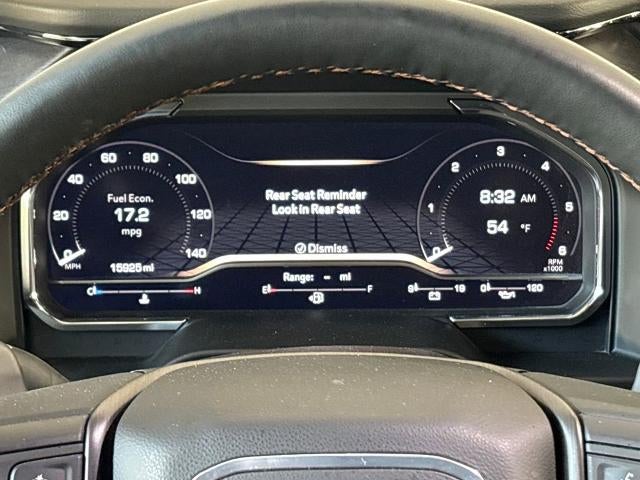 0 20 40 60 80 100 120 140
MPH
Fuel Econ.
17.2
mpg
15925 mi
Rear Seat Reminder
Look in Rear Seat
Dismiss
0 1 2 3 4 5 6
8:32 AM
54 °F
RPM
x1000
C H
Range: -- mi
E F
9 19
0 120